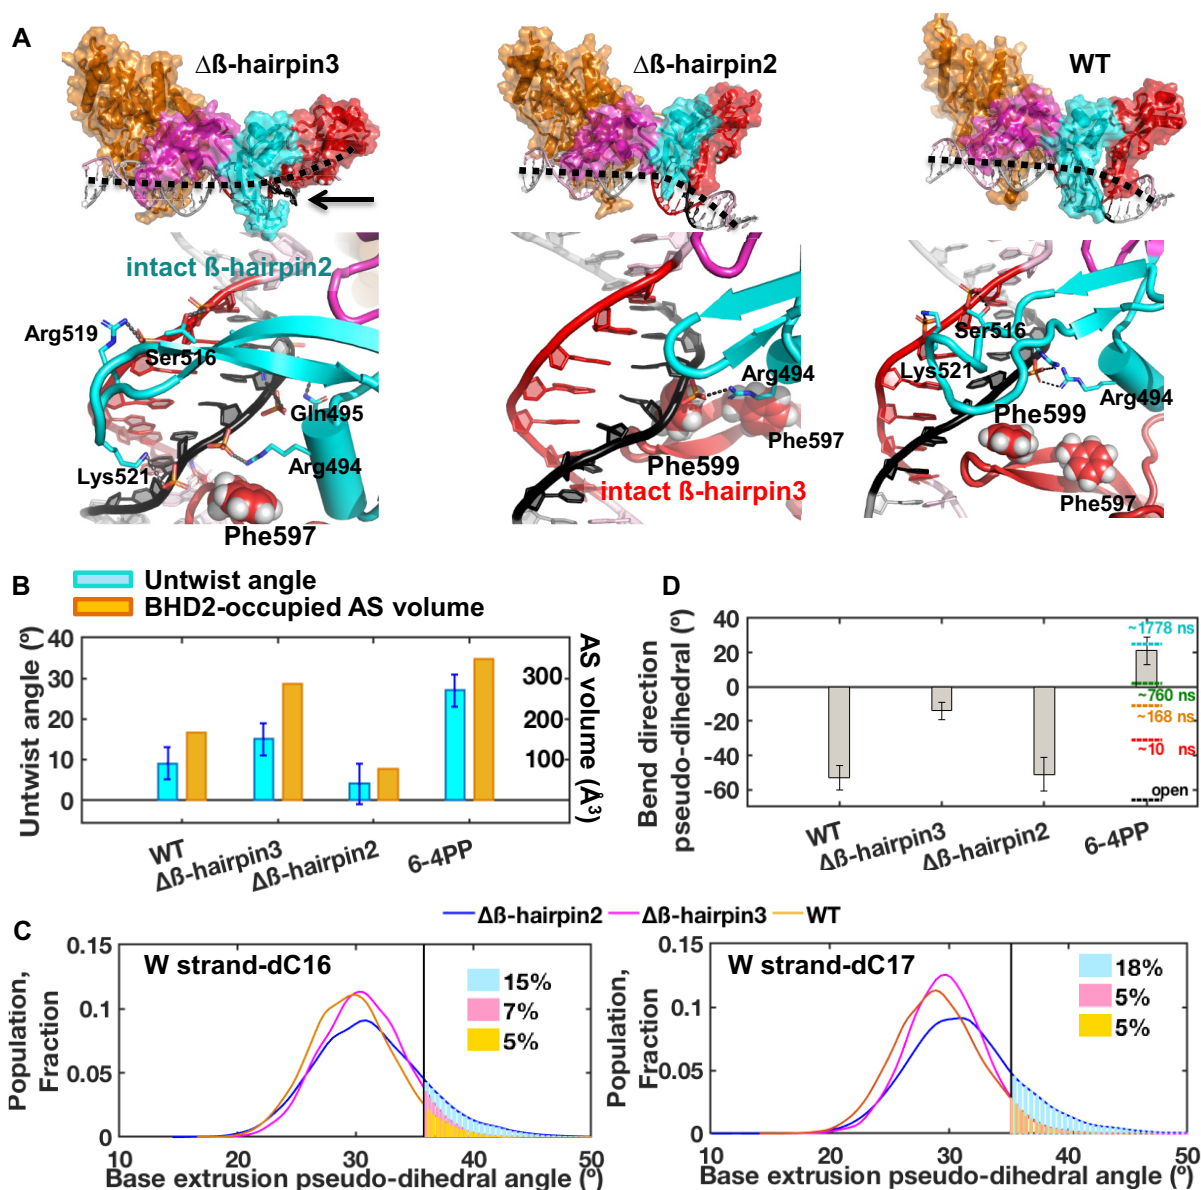 A
Δß-hairpin3
Δß-hairpin2
WT
intact ß-hairpin2
Arg519
Ser516
Gln495
Arg494
Lys521
Phe597
Arg494
Phe597
Phe599
intact ß-hairpin3
Ser516
Lys521
Arg494
Phe599
Phe597
B
Untwist angle
BHD2-occupied AS volume
Untwist angle (º)
40
30
20
10
0
AS volume (Å3)
300
200
100
WT
Δß-hairpin3
Δß-hairpin2
6-4PP
D
Bend direction
pseudo-dihedral (º)
40
20
0
-20
-40
-60
~1778 ns
~760 ns
~168 ns
~10 ns
open
WT
Δß-hairpin3
Δß-hairpin2
6-4PP
Δß-hairpin2 Δß-hairpin3 WT
C
W strand-dC16
15%
7%
5%
Population,
Fraction
0.15
0.1
0.05
0
10 20 30 40 50
Base extrusion pseudo-dihedral angle (º)
W strand-dC17
18%
5%
5%
Population,
Fraction
0.15
0.1
0.05
0
10 20 30 40 50
Base extrusion pseudo-dihedral angle (º)